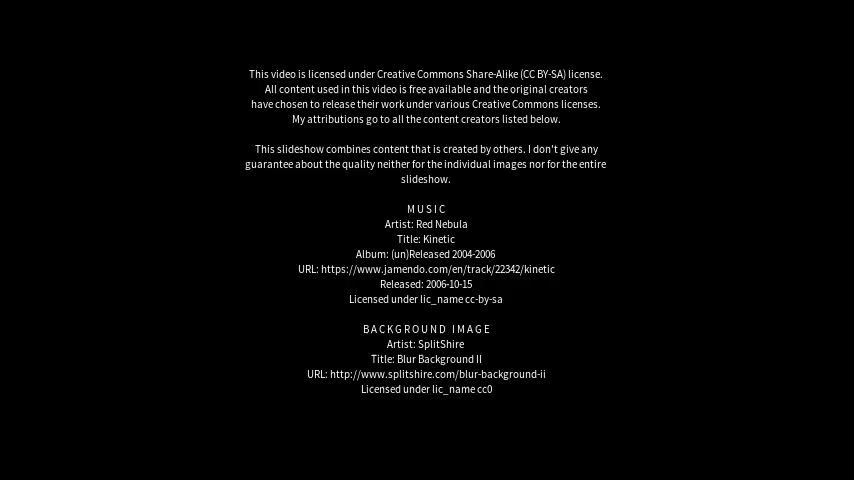 This video is licensed under Creative Commons Share-Alike (CC BY-SA) license.
All content used in this video is free available and the original creators
have chosen to release their work under various Creative Commons licenses.
My attributions go to all the content creators listed below.
This slideshow combines content that is created by others. I don't give any
guarantee about the quality neither for the individual images nor for the entire
slideshow.
MUSIC
Artist: Red Nebula
Title: Kinetic
Album: (un)Released 2004-2006
URL: https://www.jamendo.com/en/track/22342/kinetic
Released: 2006-10-15
Licensed under lic_name cc-by-sa
BACKGROUND IMAGE
Artist: SplitShire
Title: Blur Background II
URL: http://www.splitshire.com/blur-background-ii
Licensed under lic_name cc0